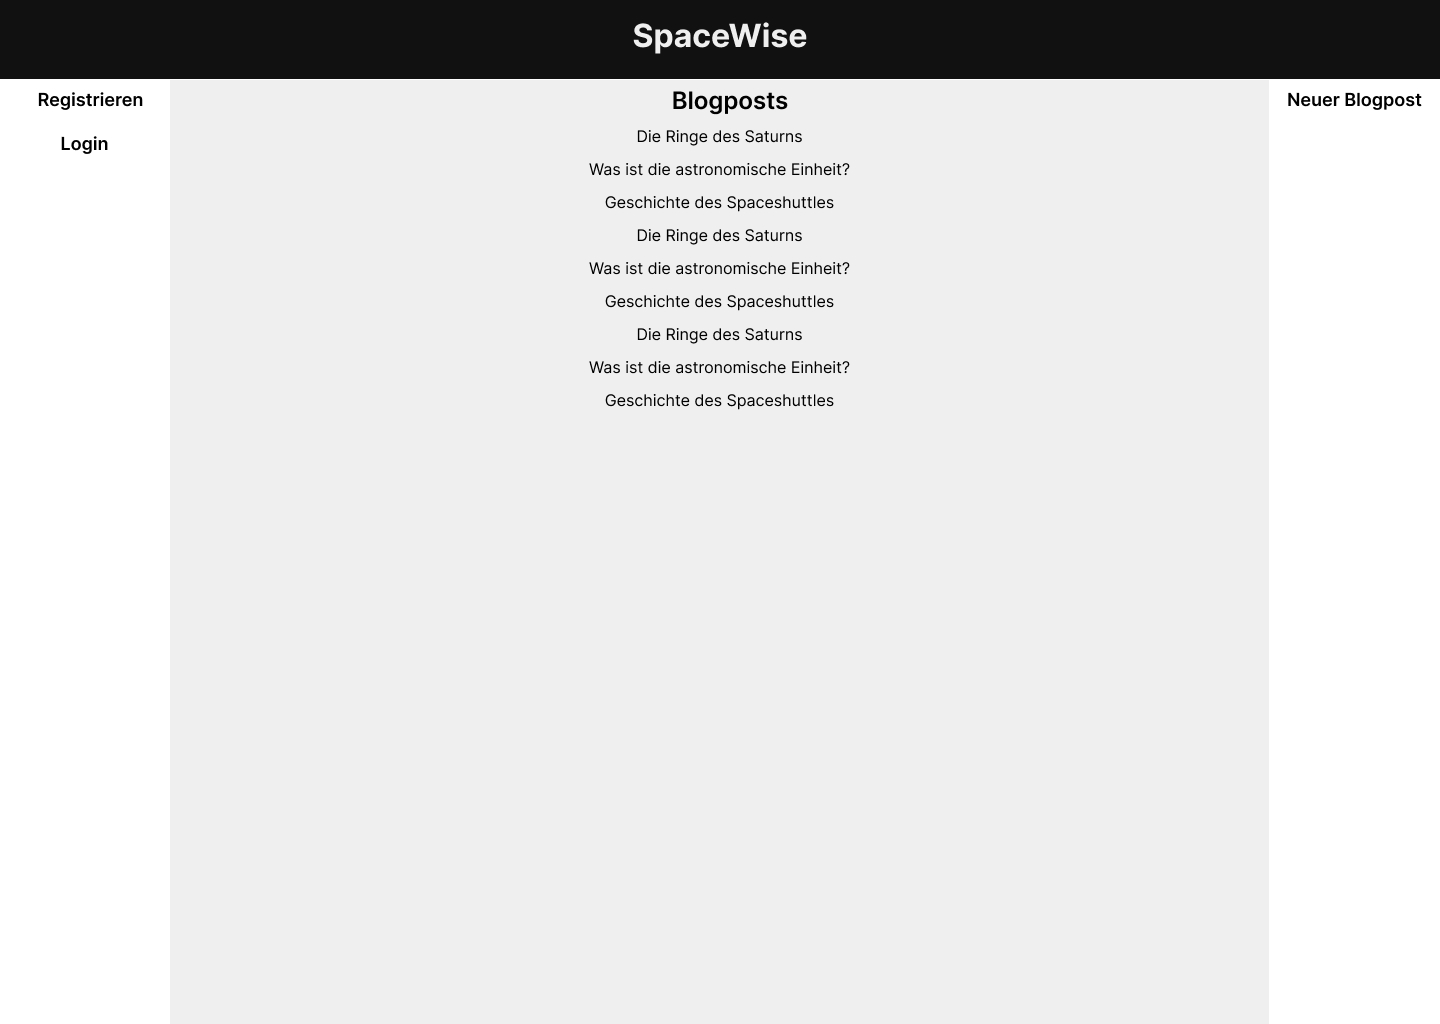 SpaceWise
Registrieren
Login
Blogposts
Die Ringe des Saturns
Was ist die astronomische Einheit?
Geschichte des Spaceshuttles
Die Ringe des Saturns
Was ist die astronomische Einheit?
Geschichte des Spaceshuttles
Die Ringe des Saturns
Was ist die astronomische Einheit?
Geschichte des Spaceshuttles
Neuer Blogpost